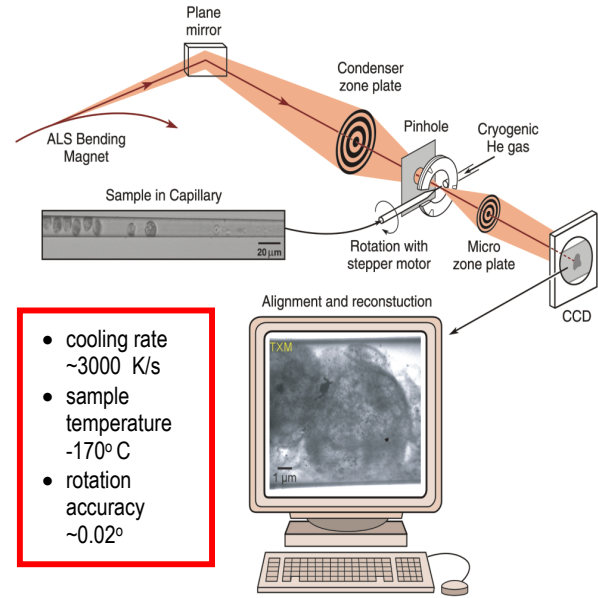 Plane
mirror
Condenser
zone plate
Pinhole
Cryogenic
He gas
ALS Bending
Magnet
Sample in Capillary
20 µm
Rotation with
stepper motor
Micro
zone plate
CCD
Alignment and reconstuction
TXM
1 µm
• cooling rate
~3000 K/s
• sample
temperature
-170º C
• rotation
accuracy
~0.02º